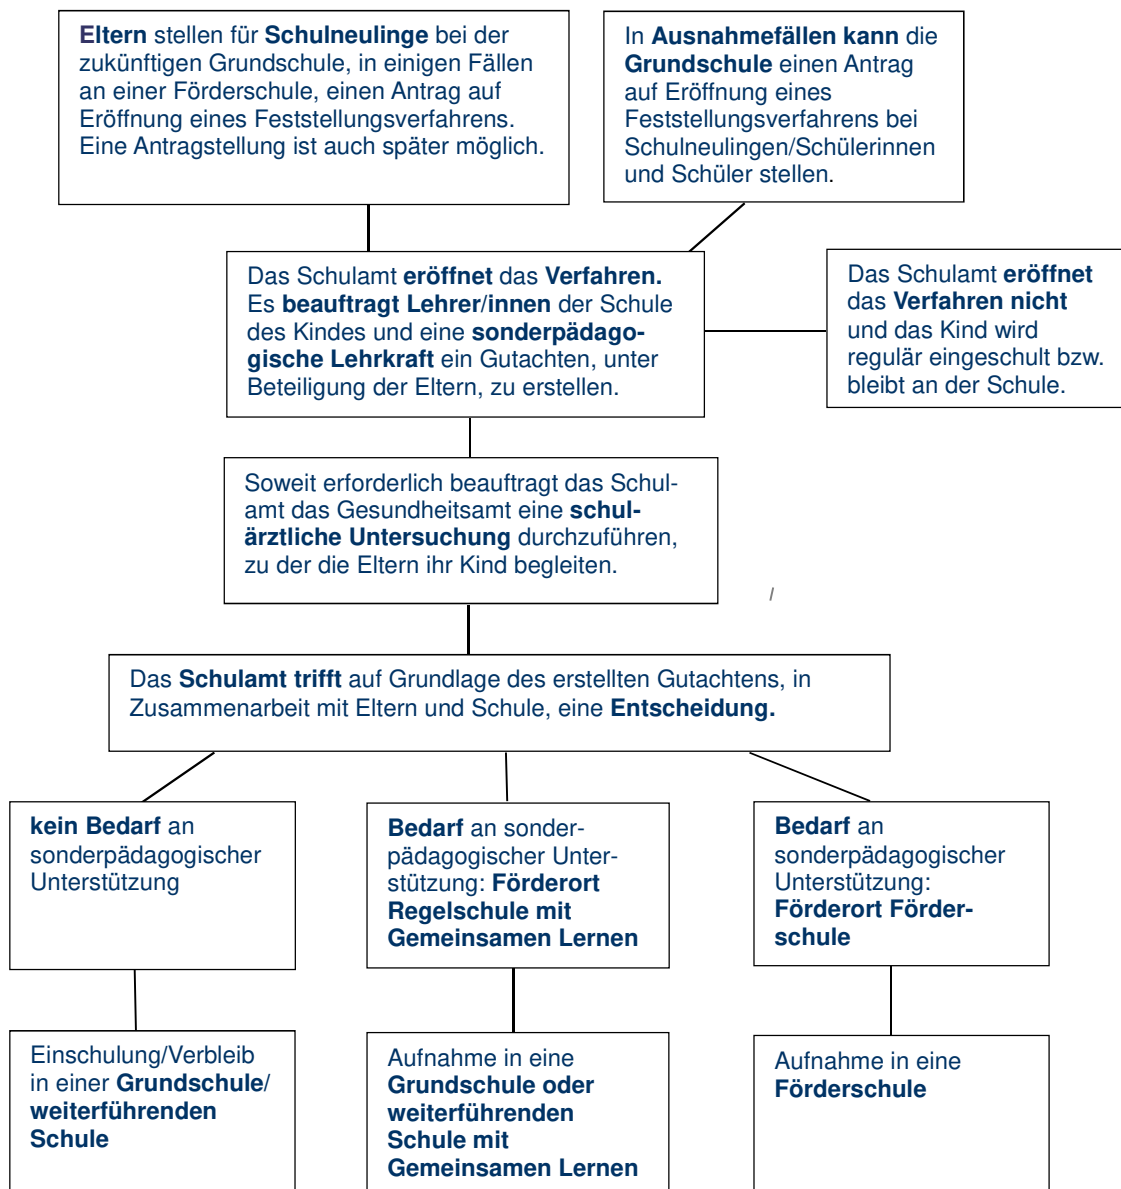 Eltern stellen für Schulneulinge bei der
zukünftigen Grundschule, in einigen Fällen
an einer Förderschule, einen Antrag auf
Eröffnung eines Feststellungsverfahrens.
Eine Antragstellung ist auch später möglich.
In Ausnahmefällen kann die
Grundschule einen Antrag
auf Eröffnung eines
Feststellungsverfahrens bei
Schulneulingen/Schülerinnen
und Schüler stellen.
Das Schulamt eröffnet das Verfahren.
Es beauftragt Lehrer/innen der Schule
des Kindes und eine sonderpädago-
gische Lehrkraft ein Gutachten, unter
Beteiligung der Eltern, zu erstellen.
Das Schulamt eröffnet
das Verfahren nicht
und das Kind wird
regulär eingeschult bzw.
bleibt an der Schule.
Soweit erforderlich beauftragt das Schul-
amt das Gesundheitsamt eine schul-
ärztliche Untersuchung durchzuführen,
zu der die Eltern ihr Kind begleiten.
Das Schulamt trifft auf Grundlage des erstellten Gutachtens, in
Zusammenarbeit mit Eltern und Schule, eine Entscheidung.
kein Bedarf an
sonderpädagogischer
Unterstützung
Bedarf an sonder-
pädagogischer Unter-
stützung: Förderort
Regelschule mit
Gemeinsamen Lernen
Bedarf an
sonderpädagogischer
Unterstützung:
Förderort Förder-
schule
Einschulung/Verbleib
in einer Grundschule/
weiterführenden
Schule
Aufnahme in eine
Grundschule oder
weiterführenden
Schule mit
Gemeinsamen Lernen
Aufnahme in eine
Förderschule